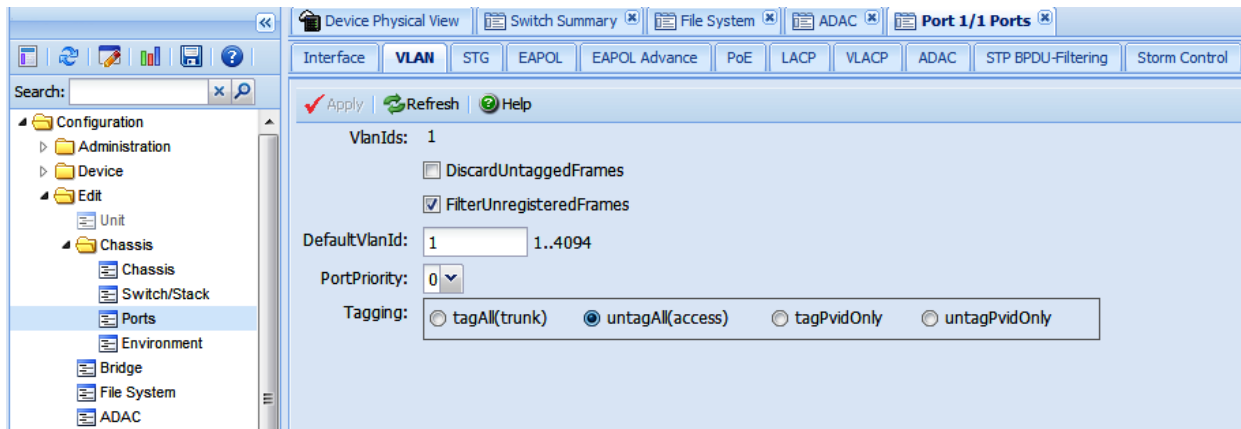 Device Physical View Switch Summary File System ADAC Port 1/1 Ports
Interface VLAN STG EAPOL EAPOL Advance PoE LACP VLACP ADAC STP BPDU-Filtering Storm Control
Search:
Apply Refresh Help
Configuration
Administration
Device
Edit
Unit
Chassis
Chassis
Switch/Stack
Ports
Environment
Bridge
File System
ADAC
VlanIds: 1
DiscardUntaggedFrames
FilterUnregisteredFrames
DefaultVlanId: 1 1..4094
PortPriority: 0
Tagging: tagAll(trunk) untagAll(access) tagPvidOnly untagPvidOnly